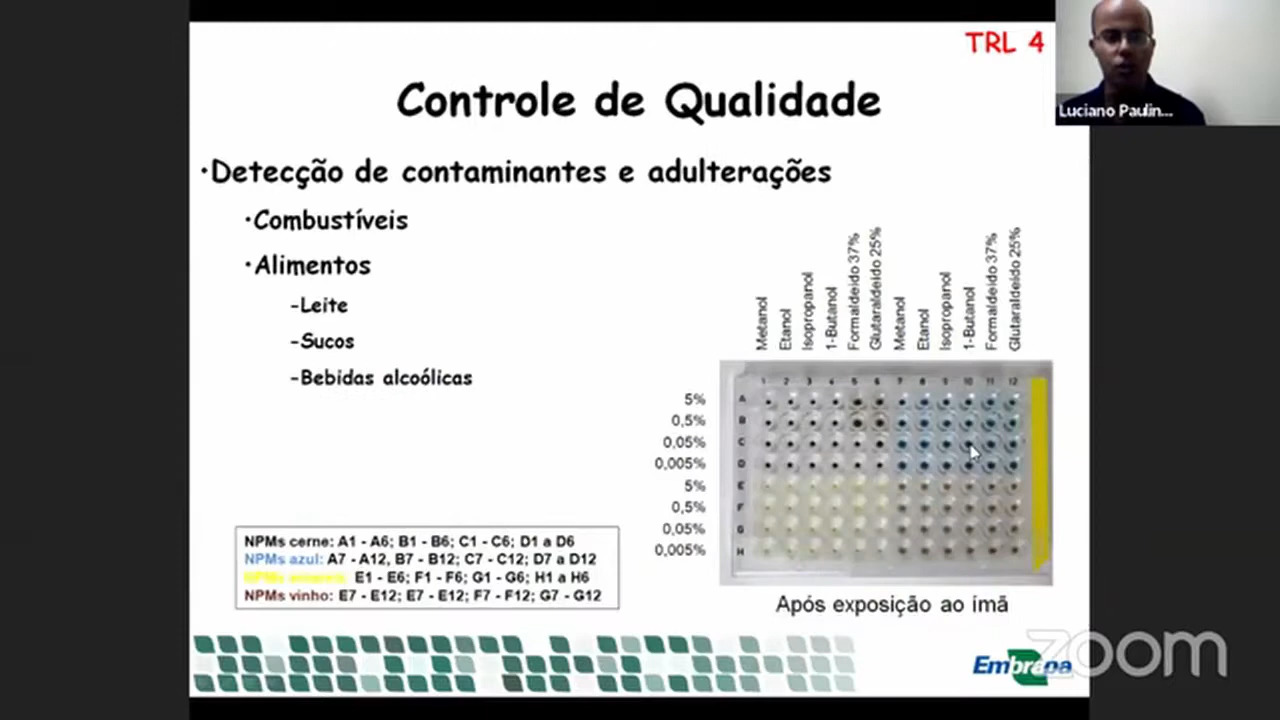 TRL 4
Luciano Paulin...
Controle de Qualidade
•Detecção de contaminantes e adulterações
•Combustíveis
•Alimentos
-Leite
-Sucos
-Bebidas alcoólicas
Metanol
Etanol
Isopropanol
1-Butanol
Formaldeído 37%
Glutaraldeído 25%
Metanol
Etanol
Isopropanol
1-Butanol
Formaldeído 37%
Glutaraldeído 25%
1 2 3 4 5 6 7 8 9 10 11 12
5% A
0,5% B
0,05% C
0,005% D
5% E
0,5% F
0,05% G
0,005% H
NPMs cerne: A1 - A6; B1 - B6; C1 - C6; D1 a D6
NPMs azul: A7 - A12, B7 - B12; C7 - C12; D7 a D12
NPMs E1 - E6; F1 - F6; G1 - G6; H1 a H6
NPMs vinho: E7 - E12; E7 - E12; F7 - F12; G7 - G12
Após exposição ao ímã
Embrapa
zoom